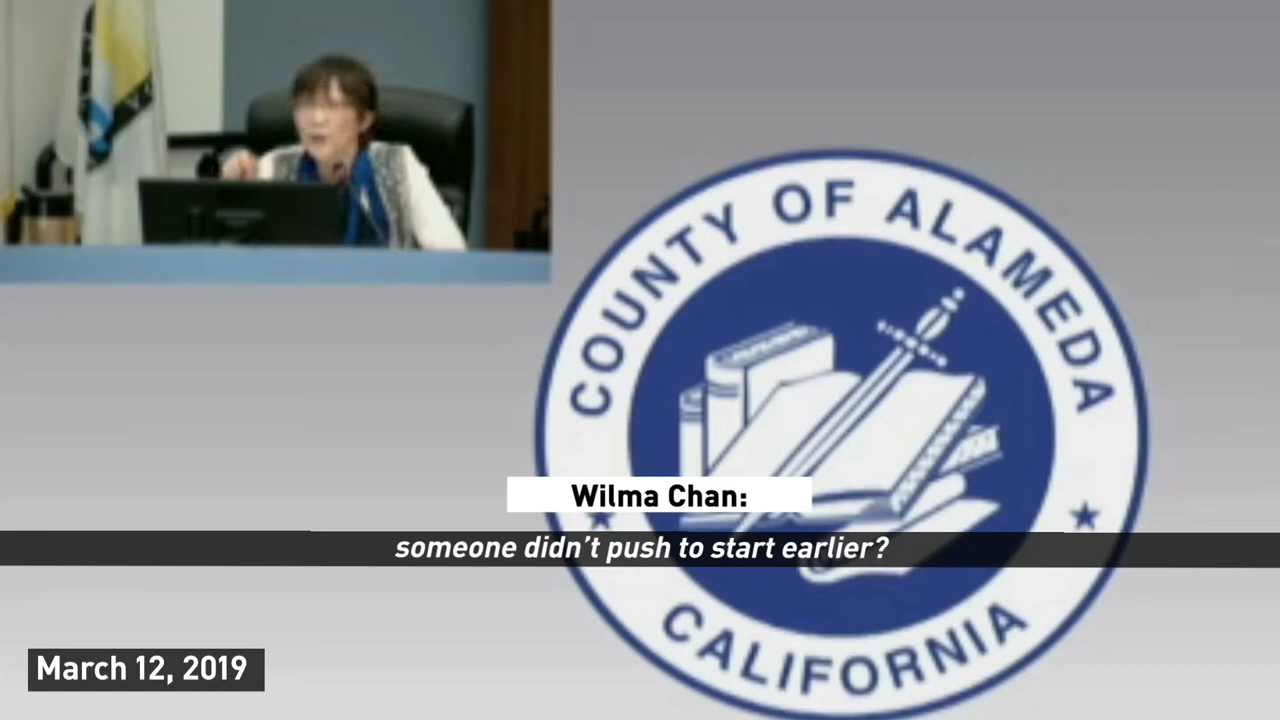 COUNTY OF ALAMEDA
Wilma Chan:
someone didn't push to start earlier?
CALIFORNIA
March 12, 2019